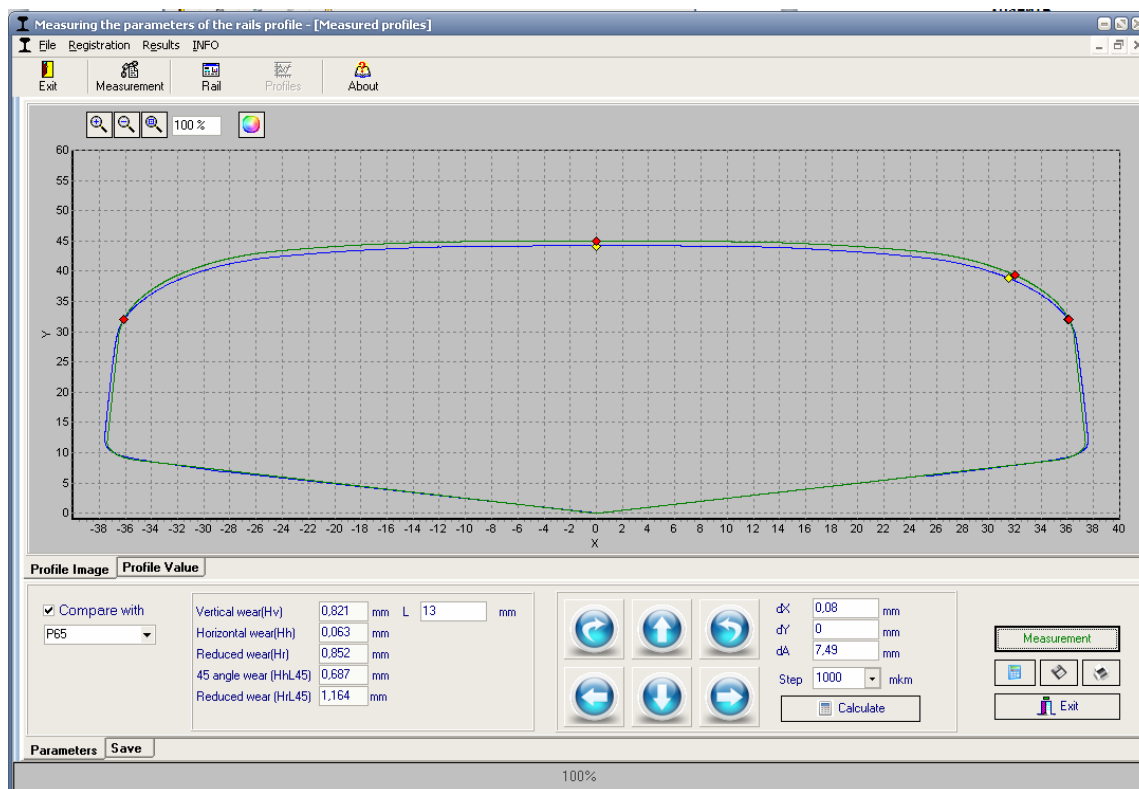 Measuring the parameters of the rails profile - [Measured profiles]
File Registration Results INFO
Exit Measurement Rail Profiles About
100 %
60
55
50
45
40
35
30
25
20
15
10
5
0
Y
-38 -36 -34 -32 -30 -28 -26 -24 -22 -20 -18 -16 -14 -12 -10 -8 -6 -4 -2 0 2 4 6 8 10 12 14 16 18 20 22 24 26 28 30 32 34 36 38 40
X
Profile Image Profile Value
Compare with
P65
Vertical wear(Hv) 0,821 mm L 13 mm
Horizontal wear(Hh) 0,063 mm
Reduced wear(Hr) 0,852 mm
45 angle wear (HhL45) 0,687 mm
Reduced wear (HrL45) 1,164 mm
dX 0,08 mm
dY 0 mm
dA 7,49 mm
Step 1000 mkm
Calculate
Measurement
Exit
Parameters Save
100%